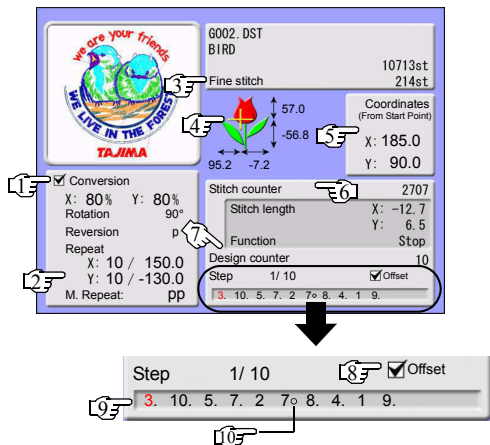 we are your friends
WE LIVE IN THE FOREST
TAJIMA
G002.DST
BIRD
10713st
Fine stitch 214st
3
4
57.0
-56.8
95.2 -7.2
Coordinates
(From Start Point)
5
X: 185.0
Y: 90.0
1
Conversion
X: 80% Y: 80%
Rotation 90°
Reversion p
Repeat
X: 10 / 150.0
2
Y: 10 / -130.0
M. Repeat: pp
Stitch counter 6 2707
Stitch length X: -12.7
Y: 6.5
7
Function Stop
Design counter 10
Step 1/ 10 Offset
3. 10. 5. 7. 2 7○ 8. 4. 1 9.
Step 1/ 10 8 Offset
9
3. 10. 5. 7. 2 7○ 8. 4. 1 9.
10